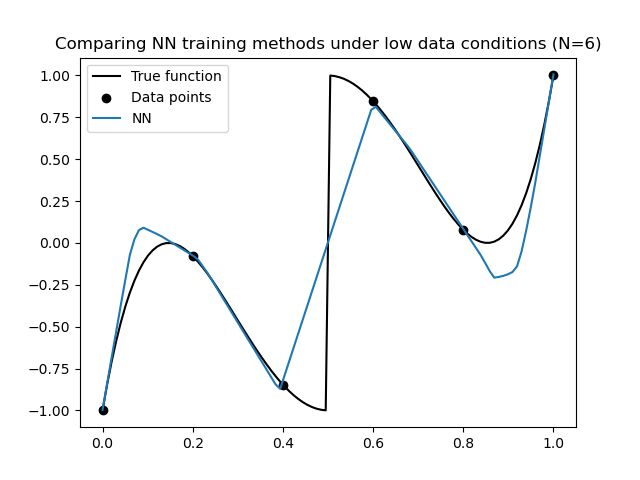 Comparing NN training methods under low data conditions (N=6)
True function
Data points
NN
1.00
0.75
0.50
0.25
0.00
−0.25
−0.50
−0.75
−1.00
0.0 0.2 0.4 0.6 0.8 1.0